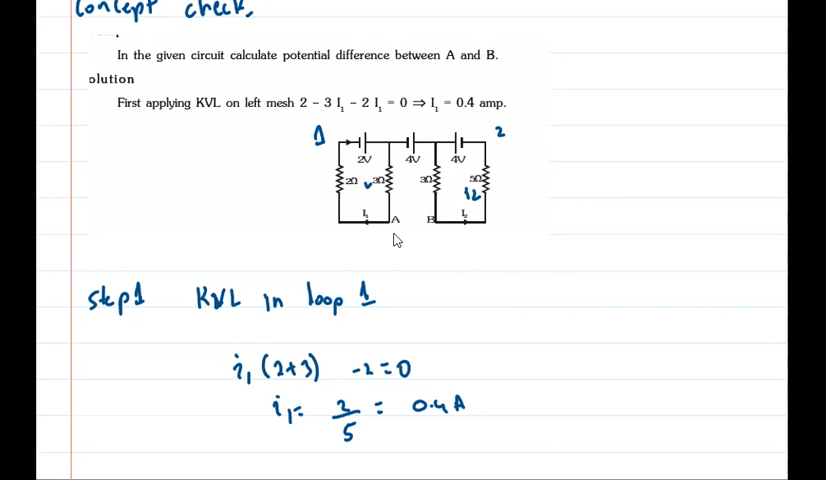 Concept check.
In the given circuit calculate potential difference between A and B.
olution
First applying KVL on left mesh 2 − 3 I₁ − 2 I₁ = 0 ⇒ I₁ = 0.4 amp.
1 2
2V 4V 4V
2Ω 3Ω 3Ω 5Ω
12
I₁ A B I₂
step1 KVL in loop 1
i₁ (2+3) -2 = 0
i₁ = 2/5 = 0.4A